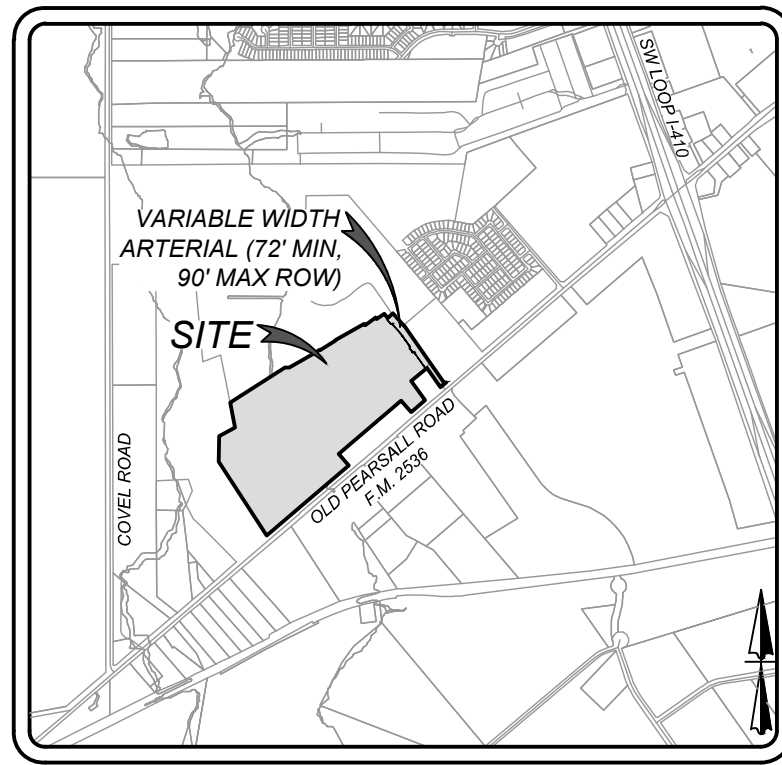 SW LOOP I-410
VARIABLE WIDTH
ARTERIAL (72' MIN,
90' MAX ROW)
SITE
COVEL ROAD
OLD PEARSALL ROAD
F.M. 2536